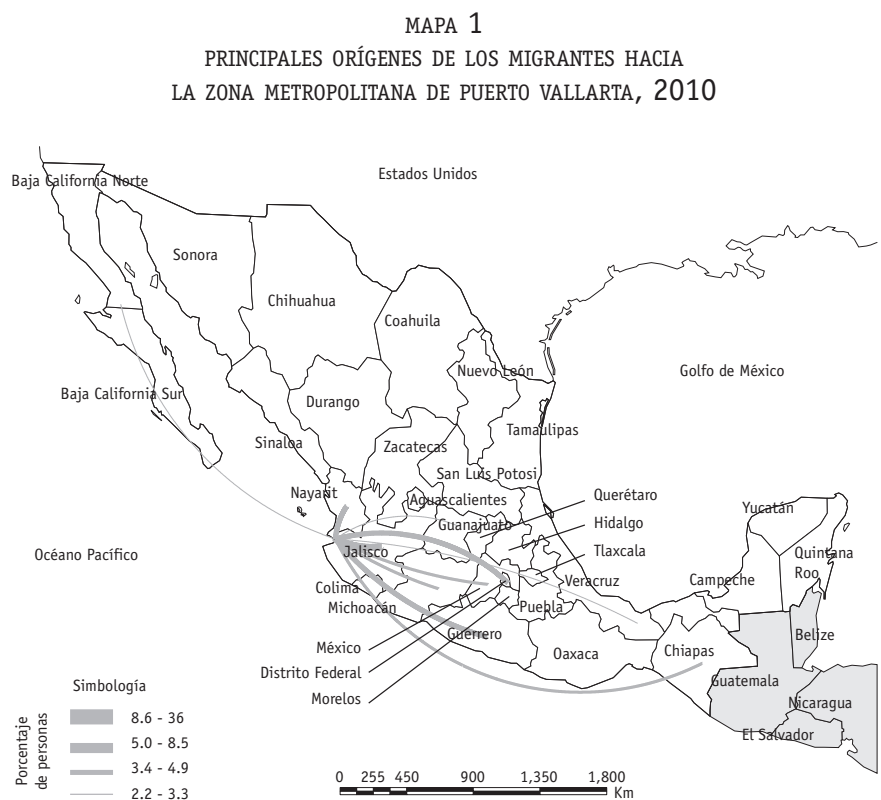 MAPA 1
PRINCIPALES ORÍGENES DE LOS MIGRANTES HACIA
LA ZONA METROPOLITANA DE PUERTO VALLARTA, 2010
Estados Unidos
Baja California Norte
Sonora
Chihuahua
Coahuila
Nuevo León
Golfo de México
Baja California Sur
Durango
Tamaulipas
Sinaloa
Zacatecas
San Luis Potosi
Nayarit
Aguascalientes
Querétaro
Guanajuato
Hidalgo
Yucatán
Océano Pacífico
Jalisco
Tlaxcala
Quintana
Roo
Colima
Veracruz
Campeche
Michoacán
Puebla
Guerrero
Belize
México
Oaxaca
Chiapas
Distrito Federal
Guatemala
Morelos
Nicaragua
El Salvador
Simbología
Porcentaje
de personas
8.6 - 36
5.0 - 8.5
3.4 - 4.9
2.2 - 3.3
0 255 450 900 1,350 1,800
Km